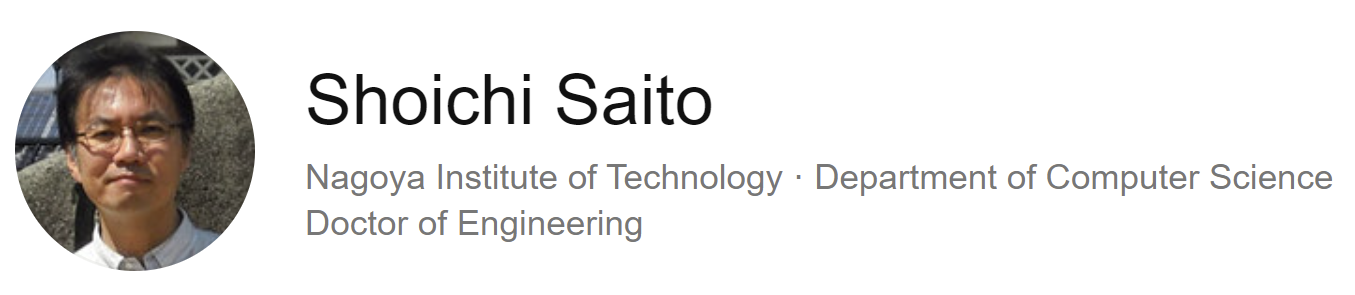 Shoichi Saito
Nagoya Institute of Technology · Department of Computer Science
Doctor of Engineering